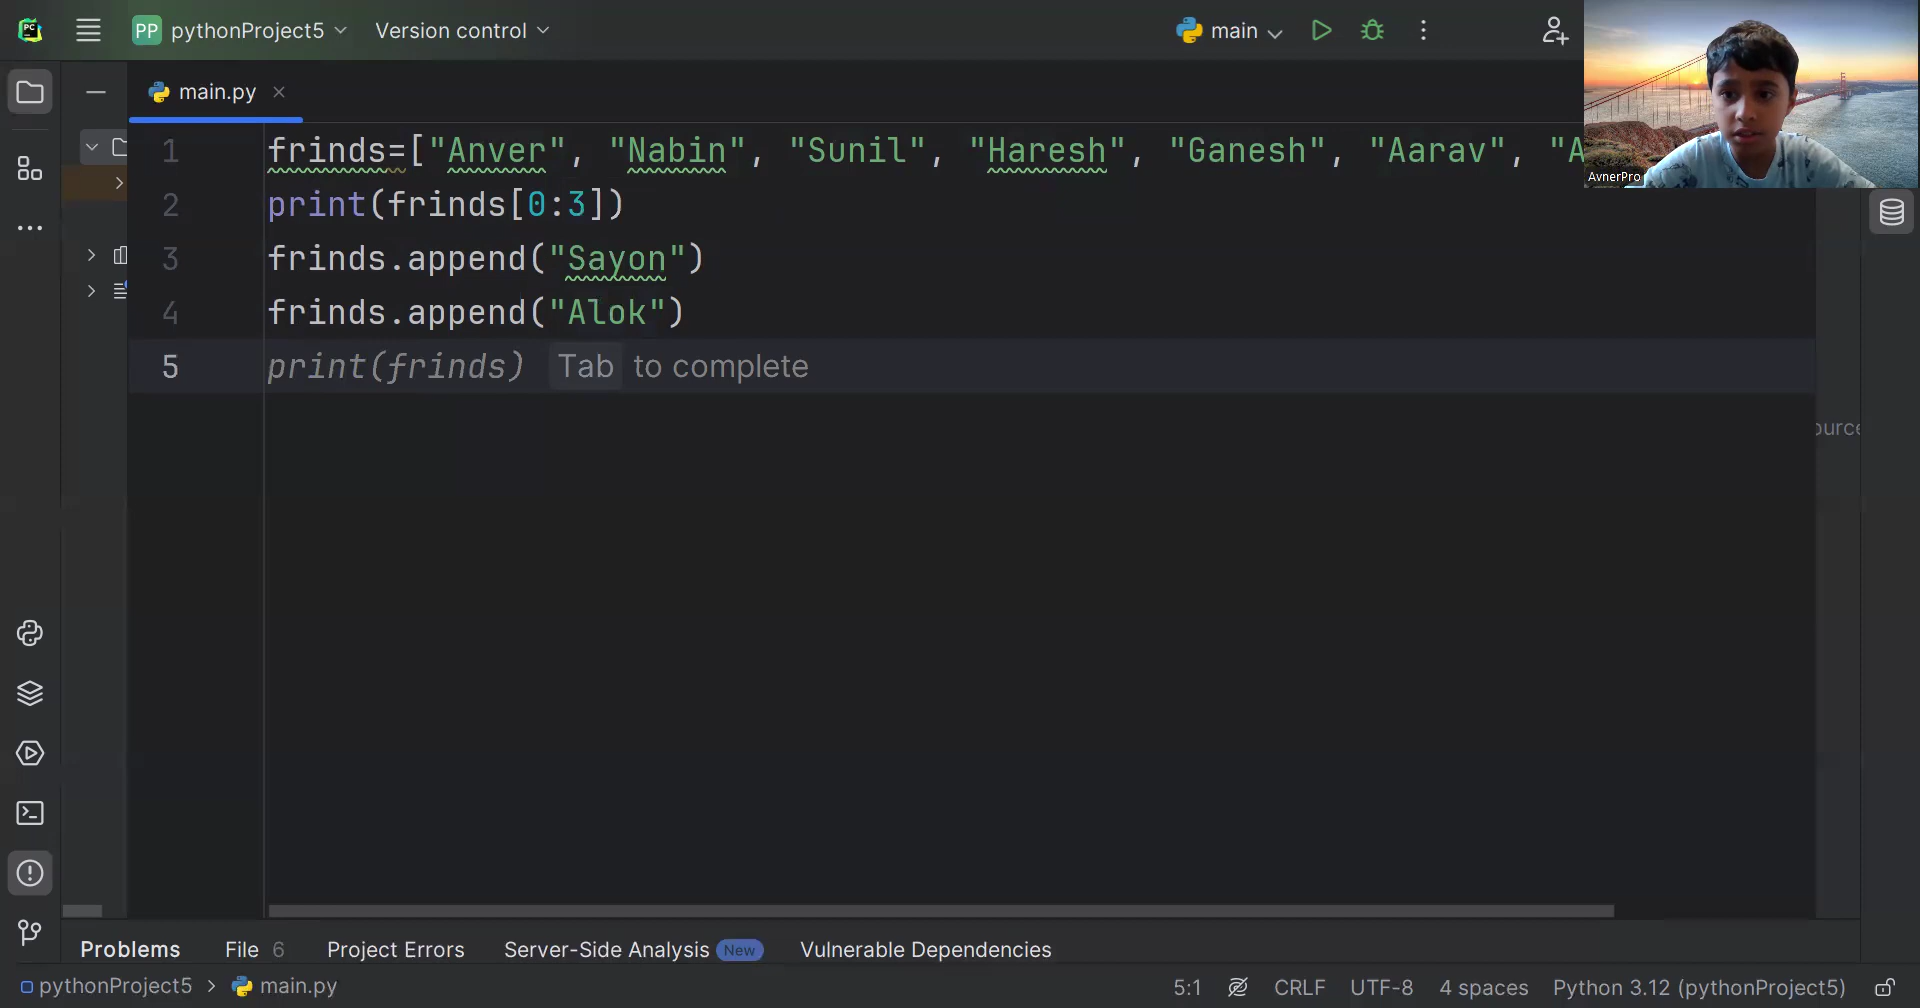 PC
PP pythonProject5 Version control main
main.py
AvnerPro
1 frinds=["Anver", "Nabin", "Sunil", "Haresh", "Ganesh", "Aarav", "A
2 print(frinds[0:3])
3 frinds.append("Sayon")
4 frinds.append("Alok")
5 print(frinds) Tab to complete
Problems File 6 Project Errors Server-Side Analysis New Vulnerable Dependencies
pythonProject5 > main.py 5:1 CRLF UTF-8 4 spaces Python 3.12 (pythonProject5)